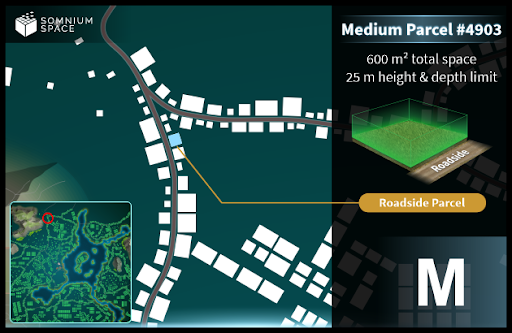 SOMNIUM
SPACE
Medium Parcel #4903
600 m² total space
25 m height & depth limit
Roadside
Roadside Parcel
M